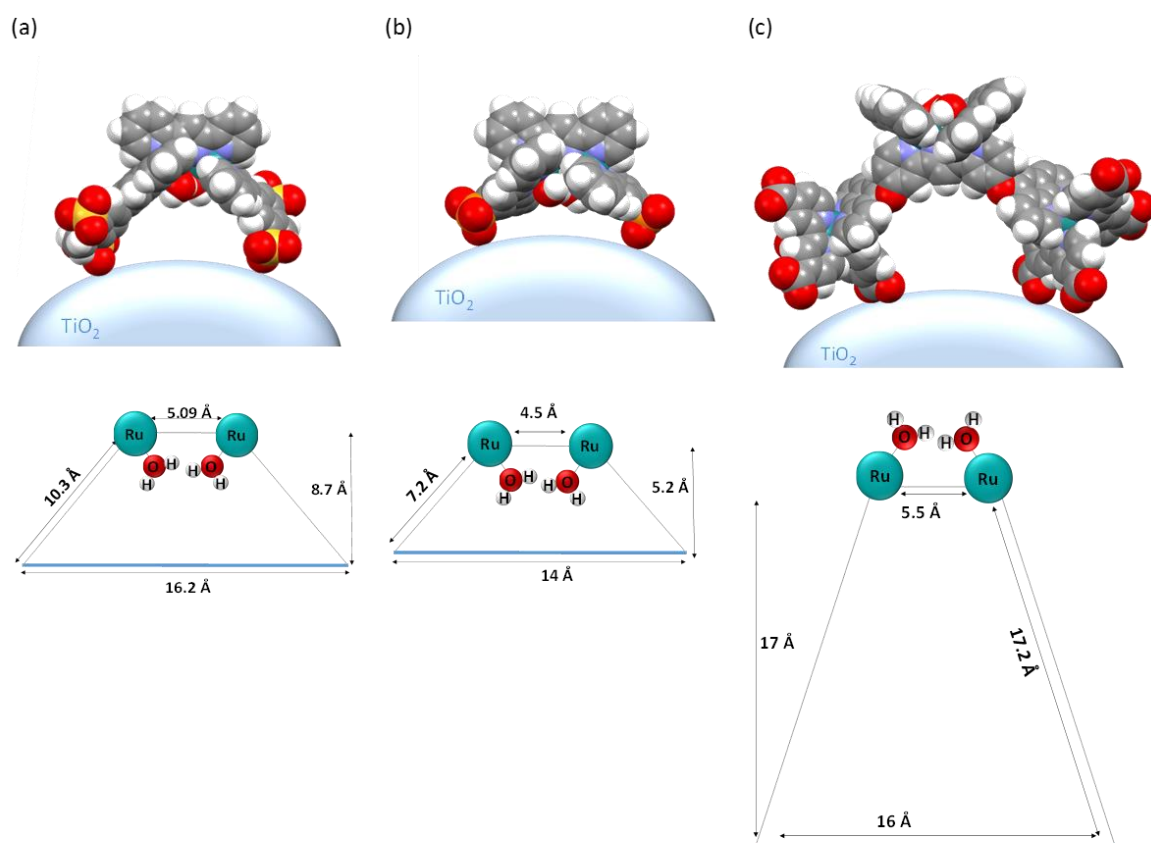 (a)
(b)
(c)
TiO2
TiO2
TiO2
5.09 Å
Ru
Ru
O
H
H
O
H
H
10.3 Å
8.7 Å
16.2 Å
4.5 Å
Ru
Ru
O
H
H
O
H
H
7.2 Å
5.2 Å
14 Å
H
O
H
H
O
H
Ru
Ru
5.5 Å
17 Å
17.2 Å
16 Å